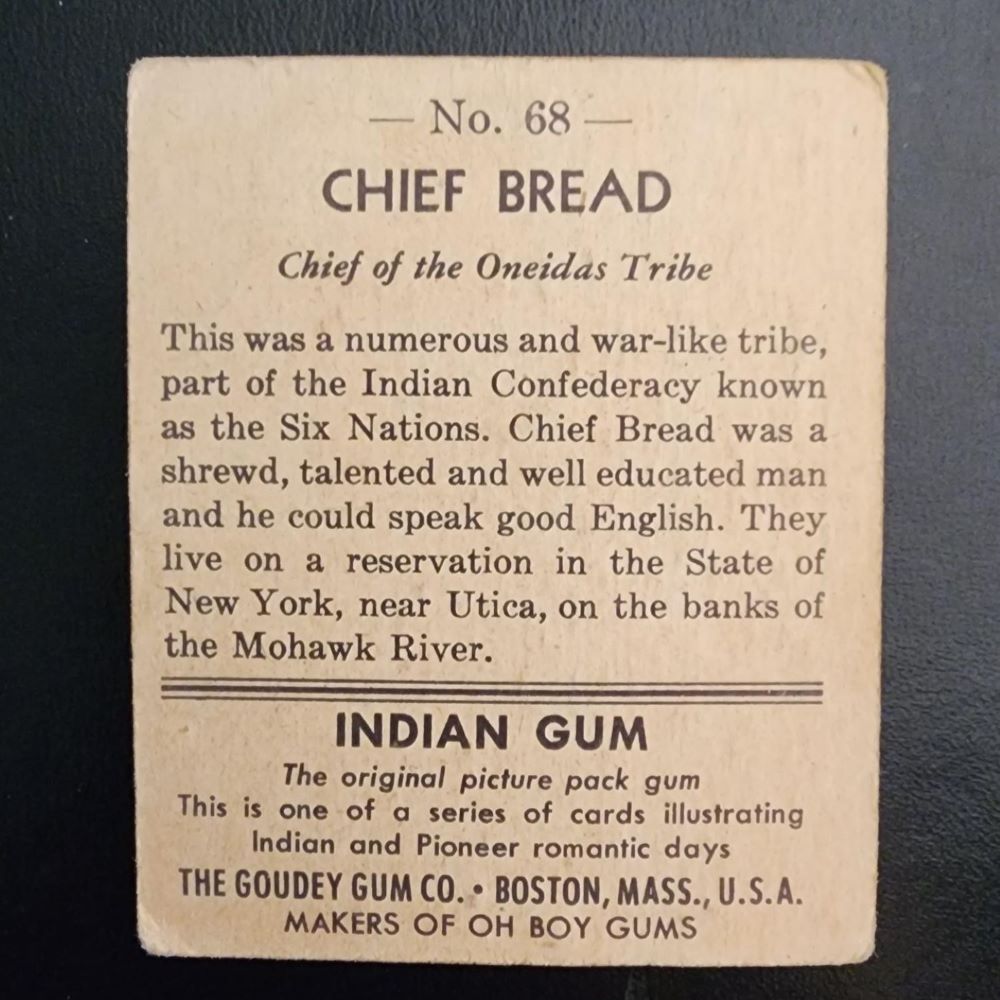 — No. 68 —
CHIEF BREAD
Chief of the Oneidas Tribe
This was a numerous and war-like tribe,
part of the Indian Confederacy known
as the Six Nations. Chief Bread was a
shrewd, talented and well educated man
and he could speak good English. They
live on a reservation in the State of
New York, near Utica, on the banks of
the Mohawk River.
INDIAN GUM
The original picture pack gum
This is one of a series of cards illustrating
Indian and Pioneer romantic days
THE GOUDEY GUM CO. • BOSTON, MASS., U.S.A.
MAKERS OF OH BOY GUMS